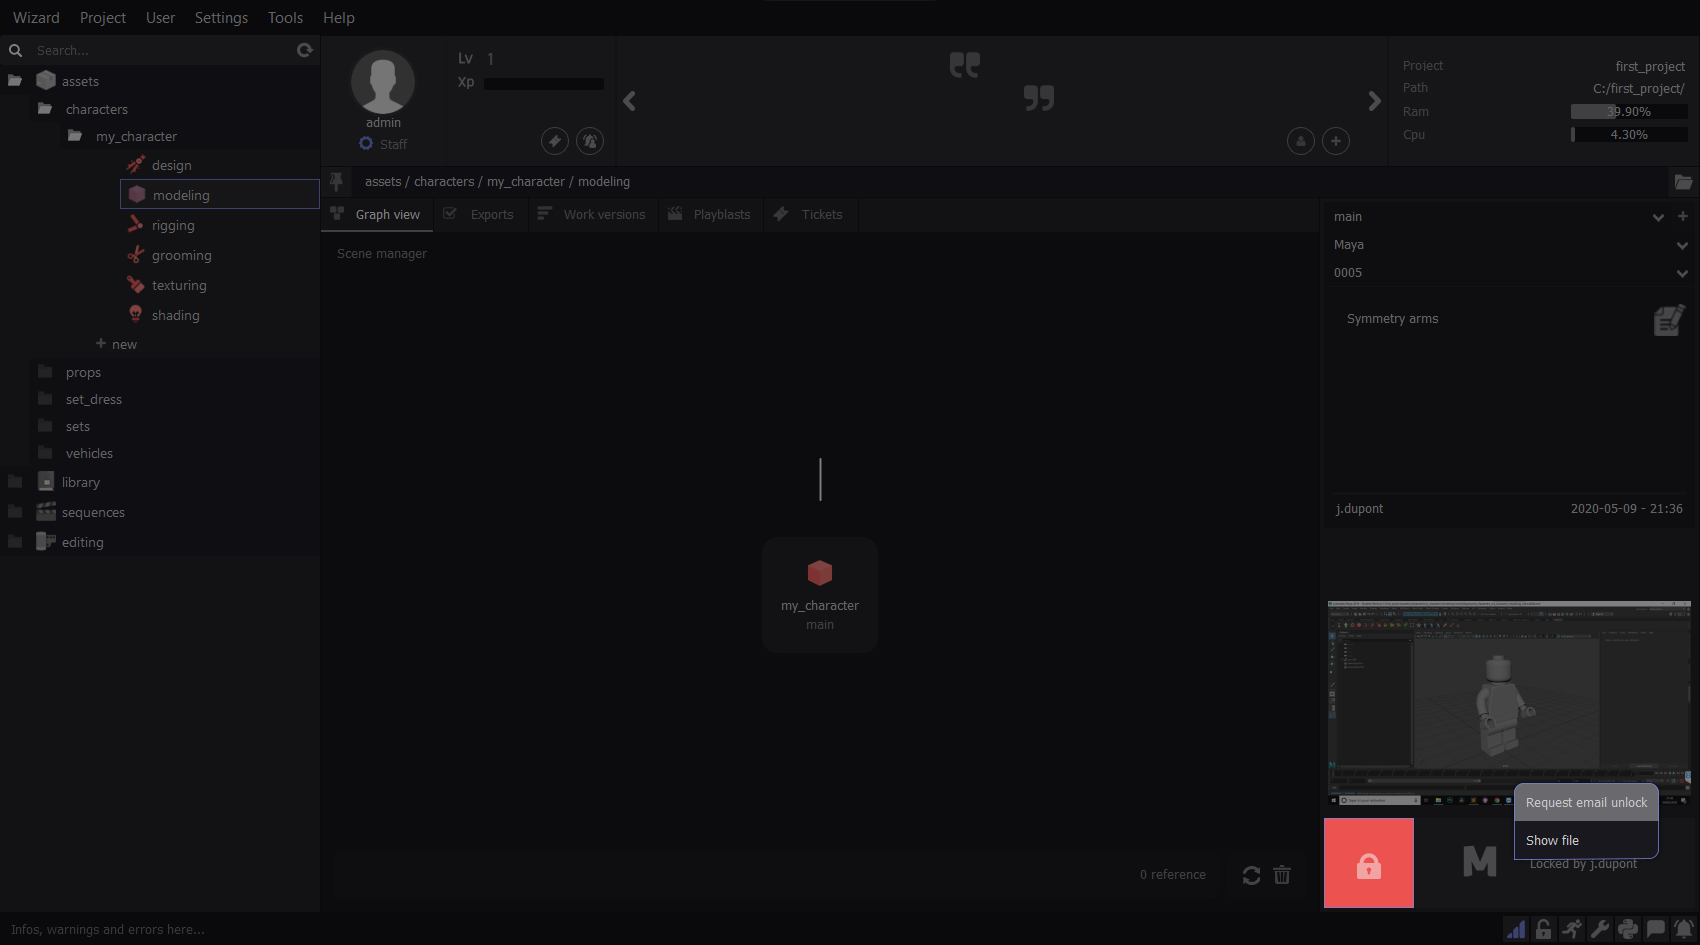 Wizard Project User Settings Tools Help
Search...
assets
characters
my_character
design
modeling
rigging
grooming
texturing
shading
+ new
props
set_dress
sets
vehicles
library
sequences
editing
admin
Staff
Lv 1
Xp
Project first_project
Path C:/first_project/
Ram 39.90%
Cpu 4.30%
assets / characters / my_character / modeling
Graph view Exports Work versions Playblasts Tickets
Scene manager
my_character
main
0 reference
main
Maya
0005
Symmetry arms
j.dupont 2020-05-09 - 21:36
Request email unlock
Show file
Locked by j.dupont
Infos, warnings and errors here...